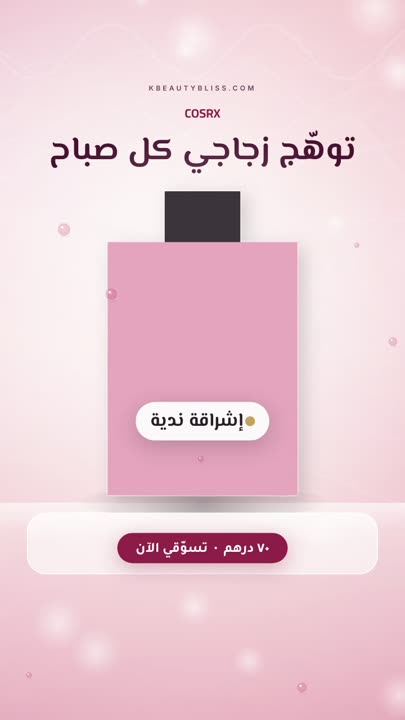 KBEAUTYBLISS.COM
COSRX
توهّج زجاجي كل صباح
إشراقة ندية
٧٠ درهم · تسوّقي الآن